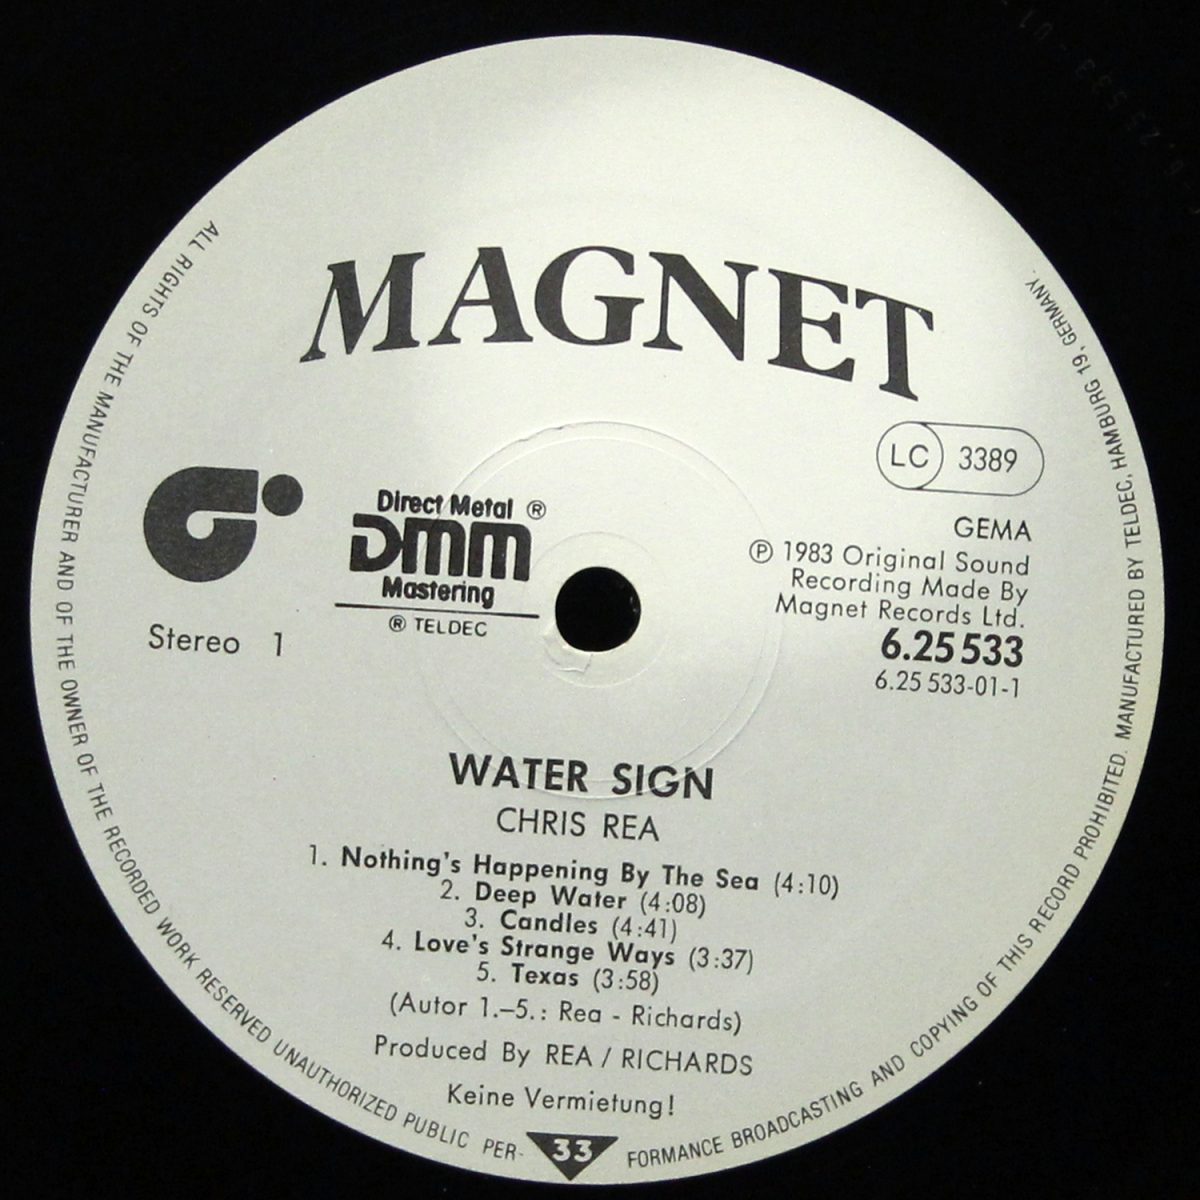 MAGNET
LC 3389
GEMA
℗ 1983 Original Sound
Recording Made By
Magnet Records Ltd.
6.25 533
6.25 533-01-1
Direct Metal ®
DMM
Mastering
® TELDEC
Stereo 1
WATER SIGN
CHRIS REA
1. Nothing's Happening By The Sea (4:10)
2. Deep Water (4:08)
3. Candles (4:41)
4. Love's Strange Ways (3:37)
5. Texas (3:58)
(Autor 1.–5.: Rea - Richards)
Produced By REA / RICHARDS
Keine Vermietung!
33
ALL RIGHTS OF THE MANUFACTURER AND OF THE OWNER OF THE RECORDED WORK RESERVED UNAUTHORIZED PUBLIC PER- FORMANCE BROADCASTING AND COPYING OF THIS RECORD PROHIBITED. MANUFACTURED BY TELDEC, HAMBURG 19, GERMANY